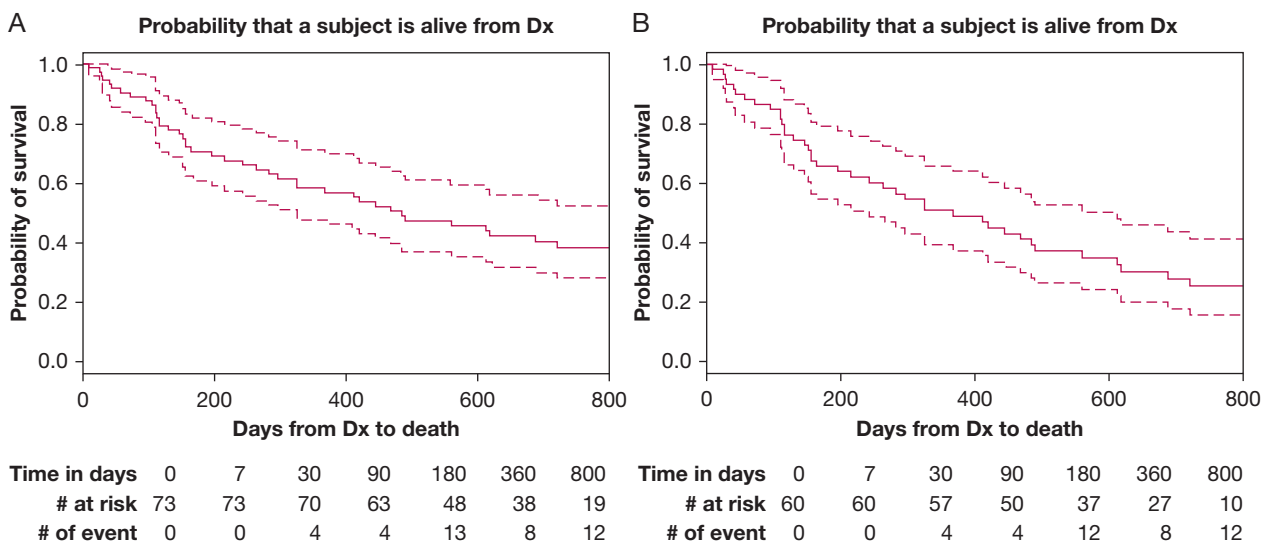 A
Probability that a subject is alive from Dx
Probability of survival
1.0
0.8
0.6
0.4
0.2
0.0
0 200 400 600 800
Days from Dx to death
Time in days 0 7 30 90 180 360 800
# at risk 73 73 70 63 48 38 19
# of event 0 0 4 4 13 8 12
B
Probability that a subject is alive from Dx
Probability of survival
1.0
0.8
0.6
0.4
0.2
0.0
0 200 400 600 800
Days from Dx to death
Time in days 0 7 30 90 180 360 800
# at risk 60 60 57 50 37 27 10
# of event 0 0 4 4 12 8 12